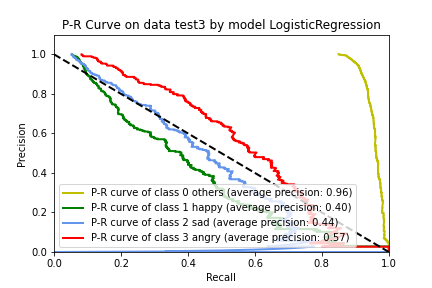 P-R Curve on data test3 by model LogisticRegression
Precision
1.0
0.8
0.6
0.4
0.2
0.0
P-R curve of class 0 others (average precision: 0.96)
P-R curve of class 1 happy (average precision: 0.40)
P-R curve of class 2 sad (average precision: 0.44)
P-R curve of class 3 angry (average precision: 0.57)
0.0 0.2 0.4 0.6 0.8 1.0
Recall